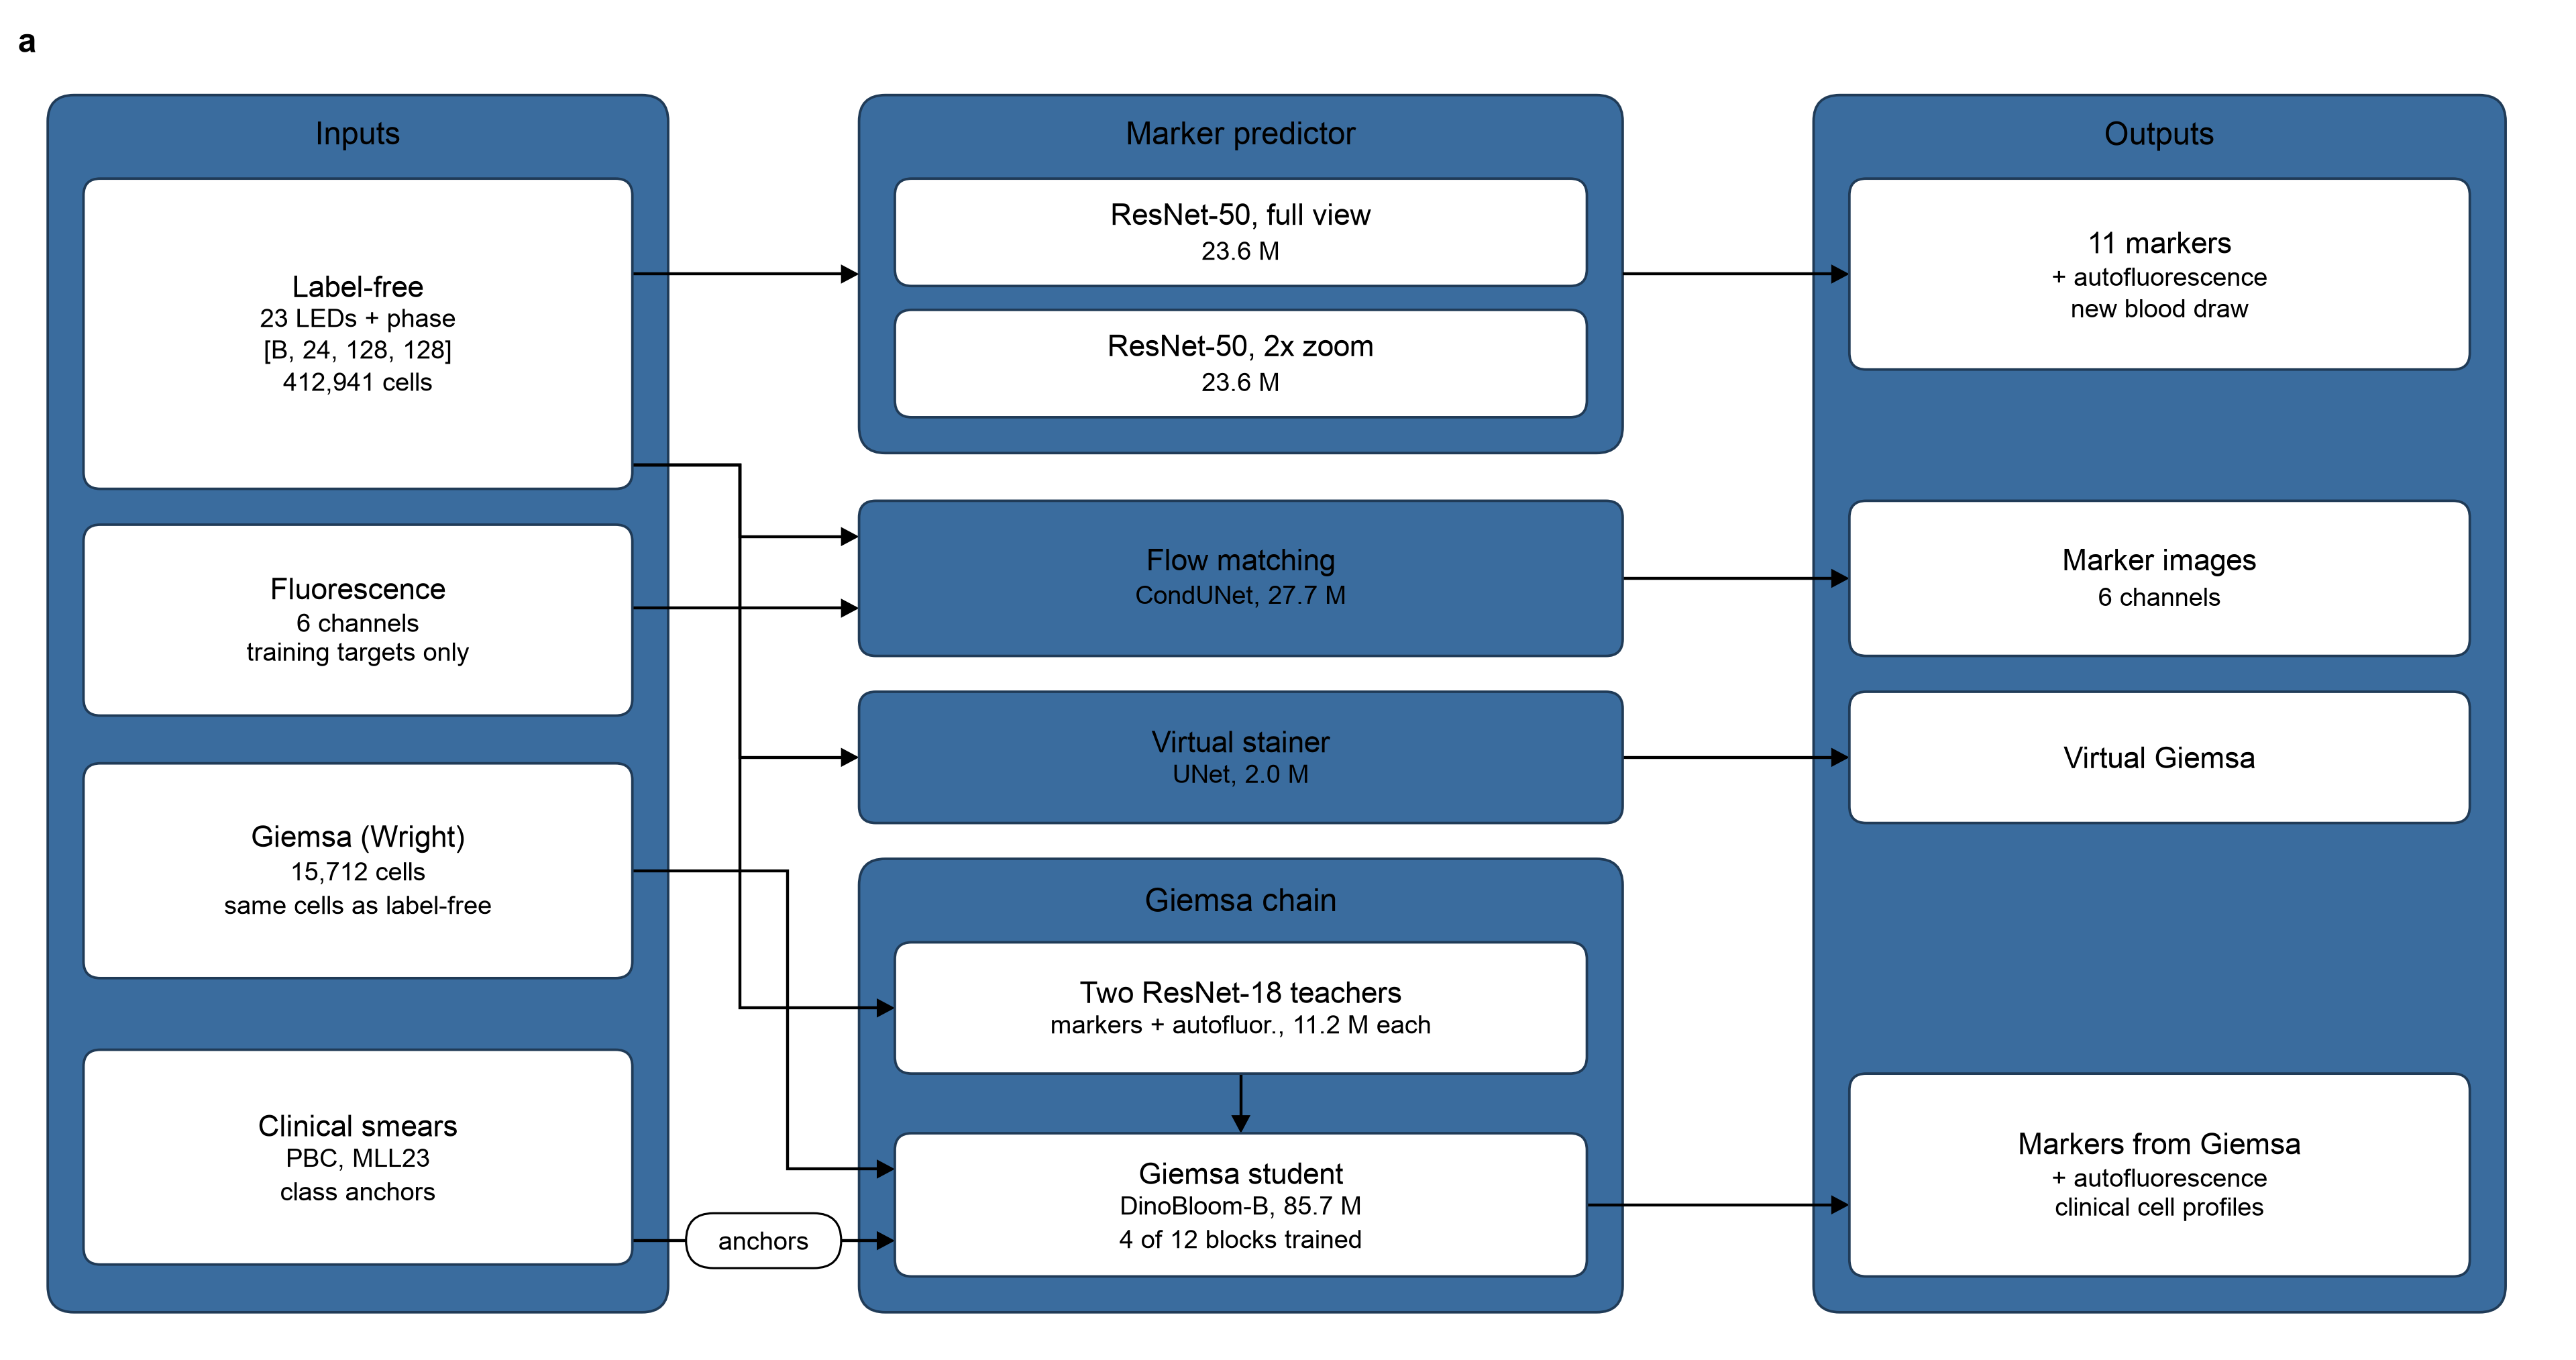 a
Inputs
Label-free
23 LEDs + phase
[B, 24, 128, 128]
412,941 cells
Fluorescence
6 channels
training targets only
Giemsa (Wright)
15,712 cells
same cells as label-free
Clinical smears
PBC, MLL23
class anchors
anchors
Marker predictor
ResNet-50, full view
23.6 M
ResNet-50, 2x zoom
23.6 M
Flow matching
CondUNet, 27.7 M
Virtual stainer
UNet, 2.0 M
Giemsa chain
Two ResNet-18 teachers
markers + autofluor., 11.2 M each
Giemsa student
DinoBloom-B, 85.7 M
4 of 12 blocks trained
Outputs
11 markers
+ autofluorescence
new blood draw
Marker images
6 channels
Virtual Giemsa
Markers from Giemsa
+ autofluorescence
clinical cell profiles